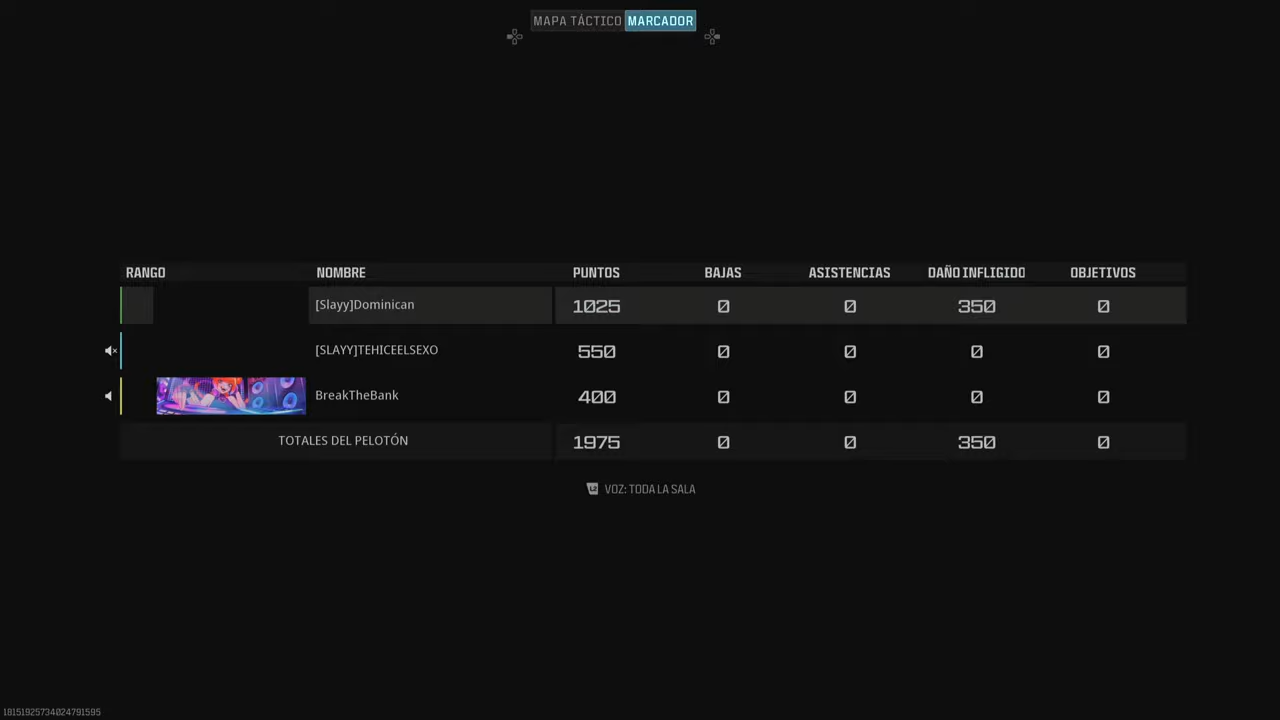 MAPA TÁCTICO MARCADOR
RANGO NOMBRE PUNTOS BAJAS ASISTENCIAS DAÑO INFLIGIDO OBJETIVOS
[Slayy]Dominican 1025 0 0 350 0
[SLAYY]TEHICEELSEXO 550 0 0 0 0
BreakTheBank 400 0 0 0 0
TOTALES DEL PELOTÓN 1975 0 0 350 0
L2 VOZ: TODA LA SALA
18151925734024791595